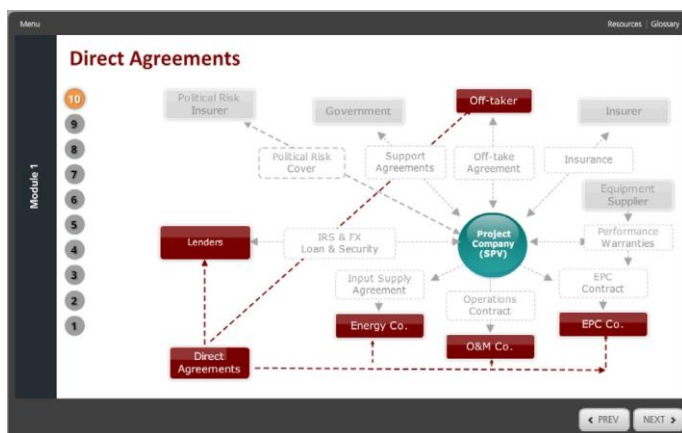 Menu
Resources | Glossary
Module 1
Direct Agreements
10
9
8
7
6
5
4
3
2
1
Political Risk
Insurer
Government
Off-taker
Insurer
Political Risk
Cover
Support
Agreements
Off-take
Agreement
Insurance
Equipment
Supplier
Lenders
IRS & FX
Loan & Security
Project
Company
(SPV)
Performance
Warranties
Input Supply
Agreement
Operations
Contract
EPC
Contract
Energy Co.
O&M Co.
EPC Co.
Direct
Agreements
PREV
NEXT